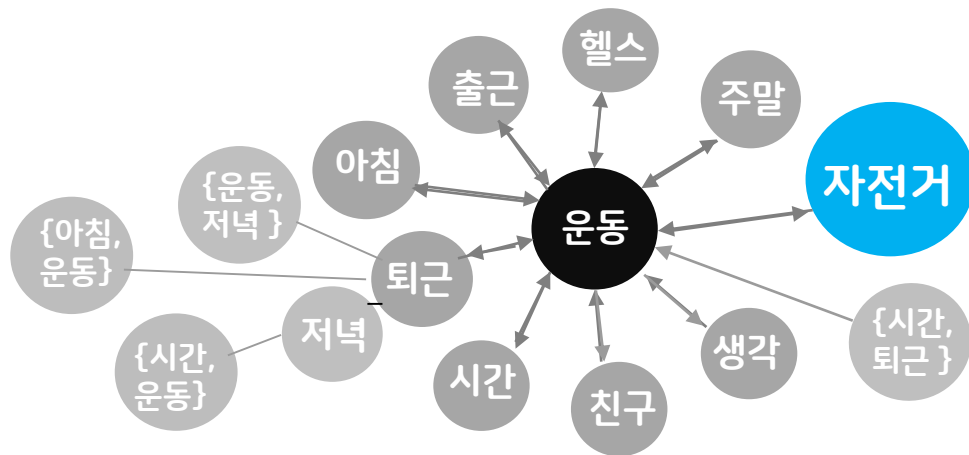 헬스
출근
주말
아침
자전거
{운동,
저녁 }
운동
{아침,
운동}
퇴근
저녁
{시간,
퇴근 }
{시간,
운동}
생각
시간
친구